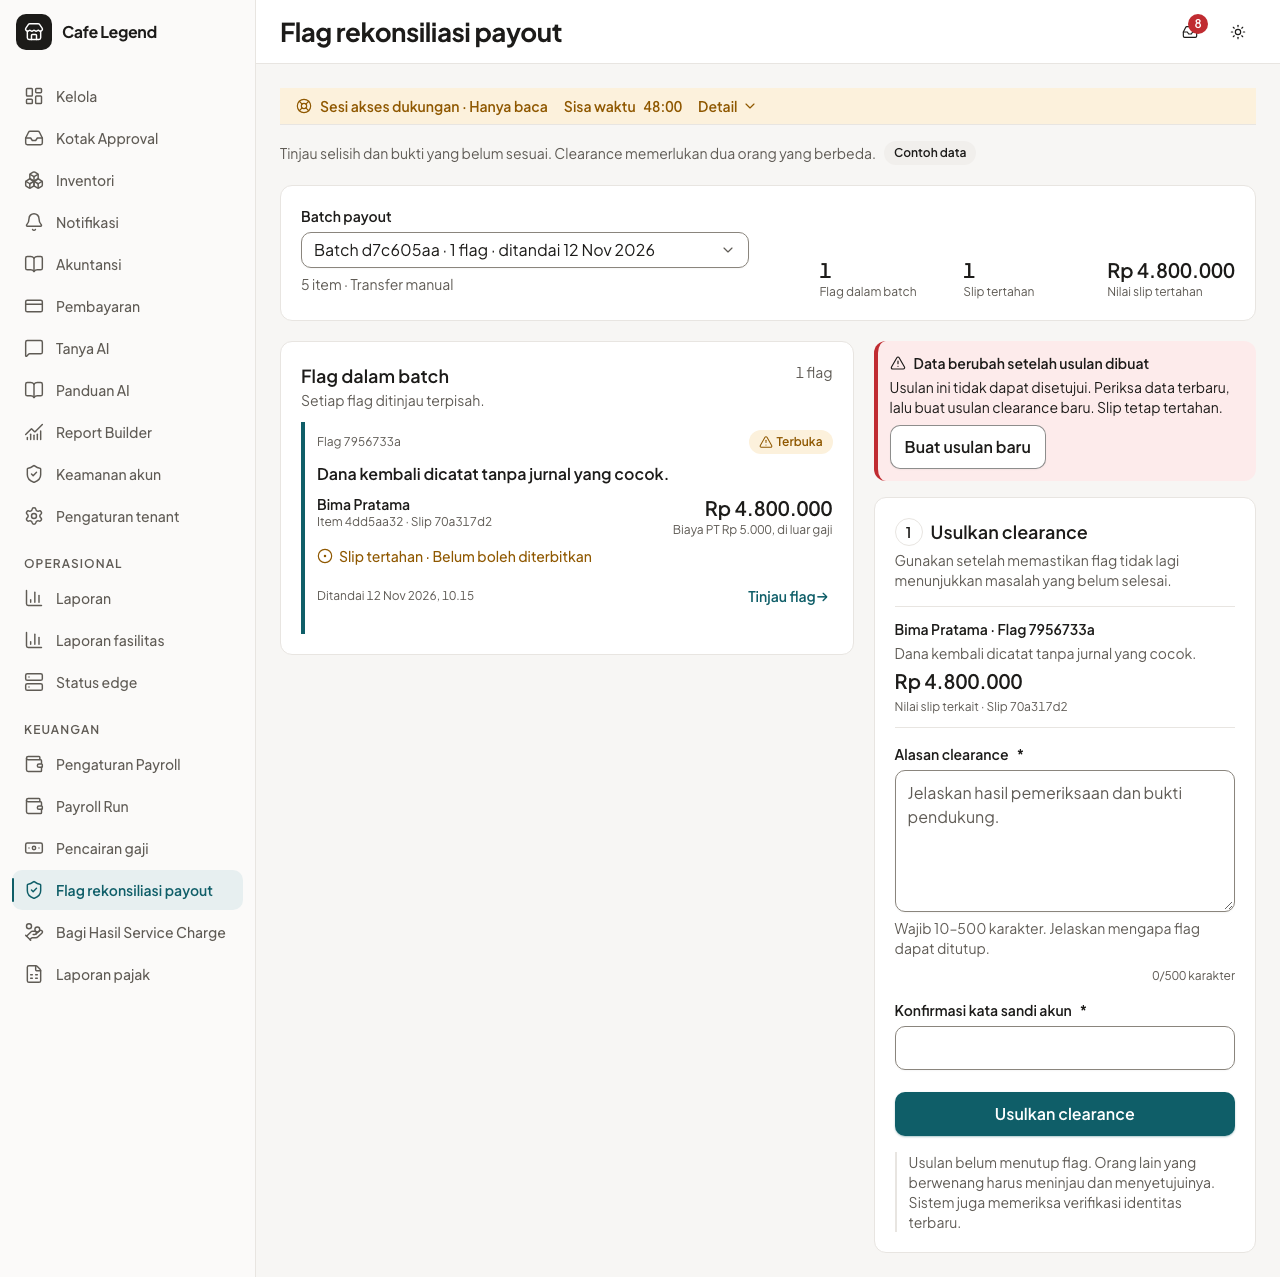 Cafe Legend
Kelola
Kotak Approval
Inventori
Notifikasi
Akuntansi
Pembayaran
Tanya AI
Panduan AI
Report Builder
Keamanan akun
Pengaturan tenant
OPERASIONAL
Laporan
Laporan fasilitas
Status edge
KEUANGAN
Pengaturan Payroll
Payroll Run
Pencairan gaji
Flag rekonsiliasi payout
Bagi Hasil Service Charge
Laporan pajak
Flag rekonsiliasi payout
8
Sesi akses dukungan · Hanya baca Sisa waktu 48:00 Detail
Tinjau selisih dan bukti yang belum sesuai. Clearance memerlukan dua orang yang berbeda. Contoh data
Batch payout
Batch d7c605aa · 1 flag · ditandai 12 Nov 2026
5 item · Transfer manual
1
Flag dalam batch
1
Slip tertahan
Rp 4.800.000
Nilai slip tertahan
Flag dalam batch
1 flag
Setiap flag ditinjau terpisah.
Flag 7956733a
Terbuka
Dana kembali dicatat tanpa jurnal yang cocok.
Bima Pratama
Item 4dd5aa32 · Slip 70a317d2
Rp 4.800.000
Biaya PT Rp 5.000, di luar gaji
Slip tertahan · Belum boleh diterbitkan
Ditandai 12 Nov 2026, 10.15
Tinjau flag→
Data berubah setelah usulan dibuat
Usulan ini tidak dapat disetujui. Periksa data terbaru,
lalu buat usulan clearance baru. Slip tetap tertahan.
Buat usulan baru
1 Usulkan clearance
Gunakan setelah memastikan flag tidak lagi
menunjukkan masalah yang belum selesai.
Bima Pratama · Flag 7956733a
Dana kembali dicatat tanpa jurnal yang cocok.
Rp 4.800.000
Nilai slip terkait · Slip 70a317d2
Alasan clearance *
Jelaskan hasil pemeriksaan dan bukti
pendukung.
Wajib 10–500 karakter. Jelaskan mengapa flag
dapat ditutup.
0/500 karakter
Konfirmasi kata sandi akun *
Usulkan clearance
Usulan belum menutup flag. Orang lain yang
berwenang harus meninjau dan menyetujuinya.
Sistem juga memeriksa verifikasi identitas
terbaru.